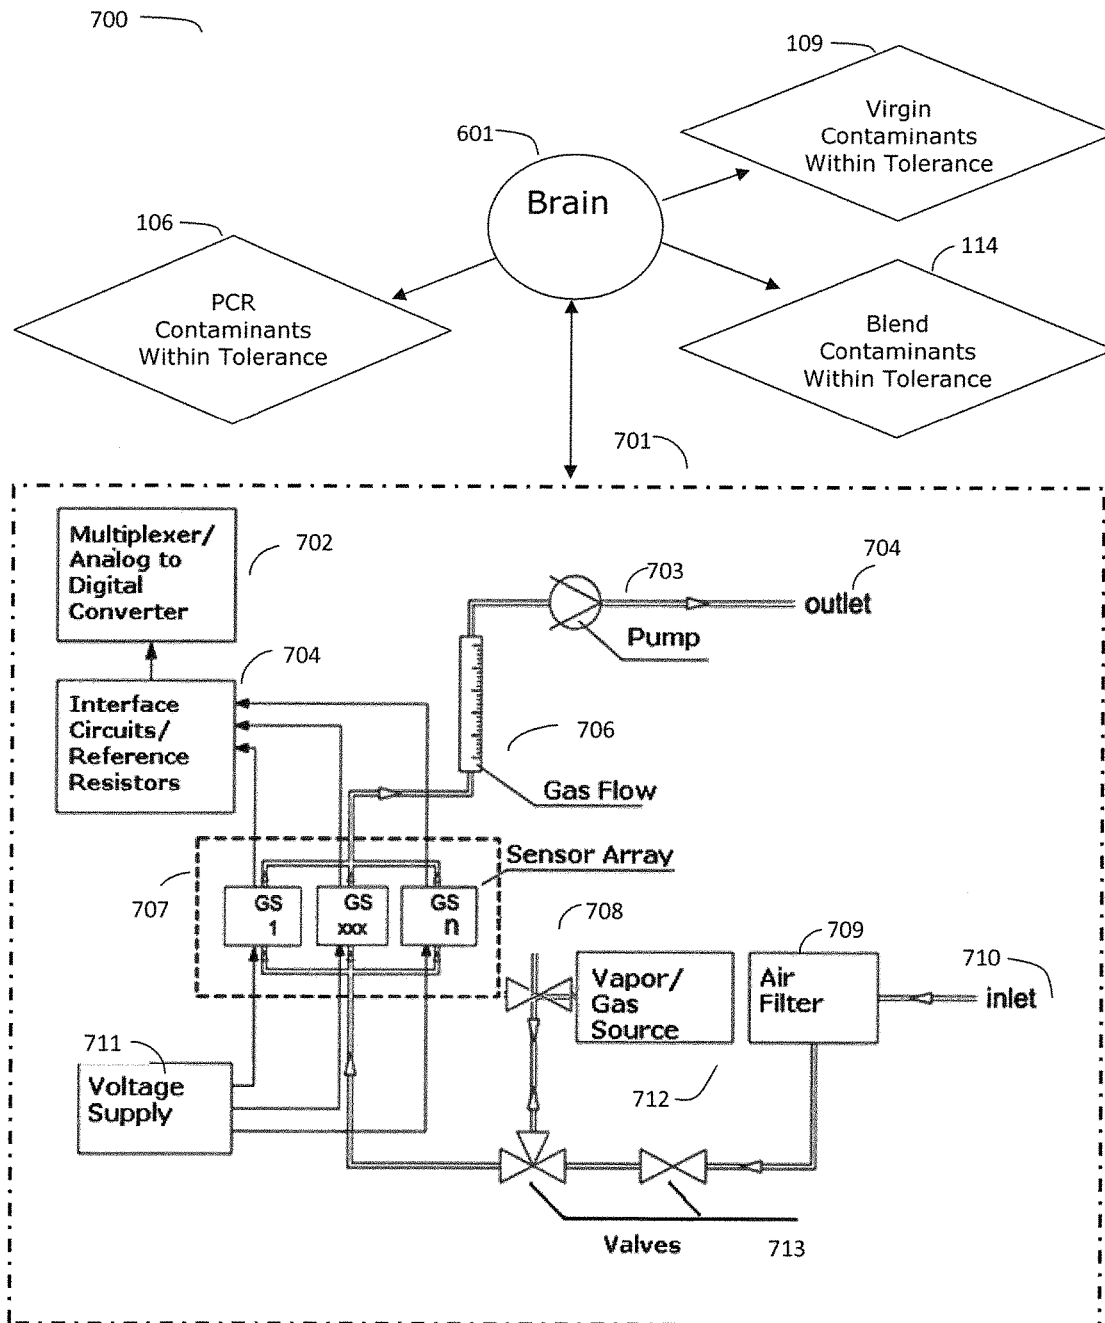 700
109
Virgin
Contaminants
Within Tolerance
601
Brain
106
PCR
Contaminants
Within Tolerance
114
Blend
Contaminants
Within Tolerance
701
Multiplexer/
Analog to
Digital
Converter
702
703
704
outlet
Pump
704
Interface
Circuits/
Reference
Resistors
706
Gas Flow
Sensor Array
707
GS
1
GS
xxx
GS
n
708
Vapor/
Gas
Source
709
Air
Filter
710
inlet
711
Voltage
Supply
712
Valves
713